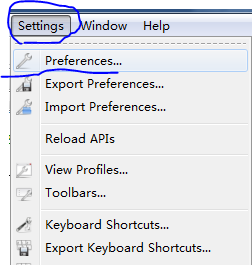 Settings Window Help
Preferences...
Export Preferences...
Import Preferences...
Reload APIs
View Profiles...
Toolbars...
Keyboard Shortcuts...
Export Keyboard Shortcuts...